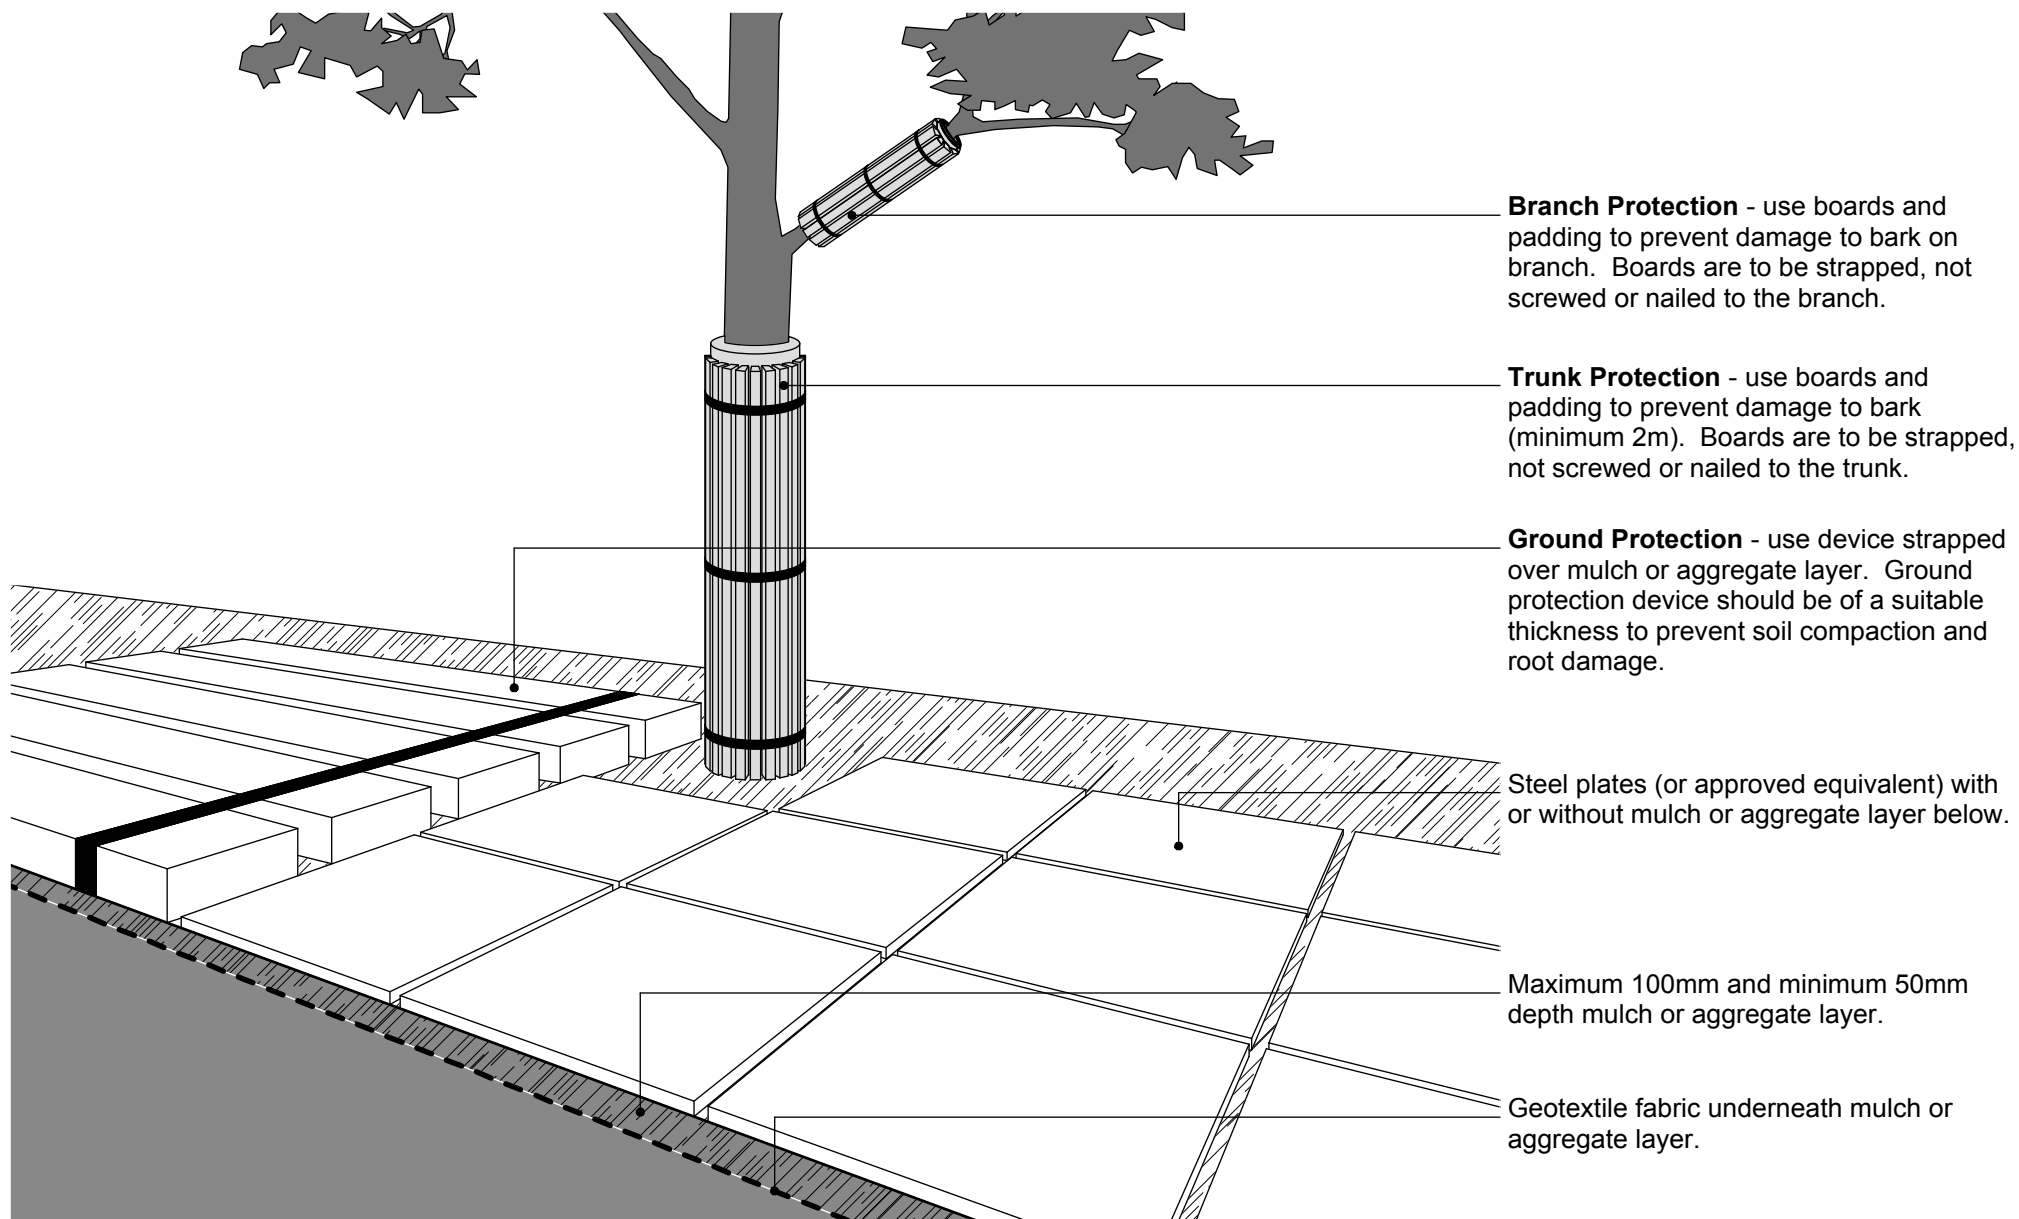 Branch Protection - use boards and
padding to prevent damage to bark on
branch. Boards are to be strapped, not
screwed or nailed to the branch.
Trunk Protection - use boards and
padding to prevent damage to bark
(minimum 2m). Boards are to be strapped,
not screwed or nailed to the trunk.
Ground Protection - use device strapped
over mulch or aggregate layer. Ground
protection device should be of a suitable
thickness to prevent soil compaction and
root damage.
Steel plates (or approved equivalent) with
or without mulch or aggregate layer below.
Maximum 100mm and minimum 50mm
depth mulch or aggregate layer.
Geotextile fabric underneath mulch or
aggregate layer.